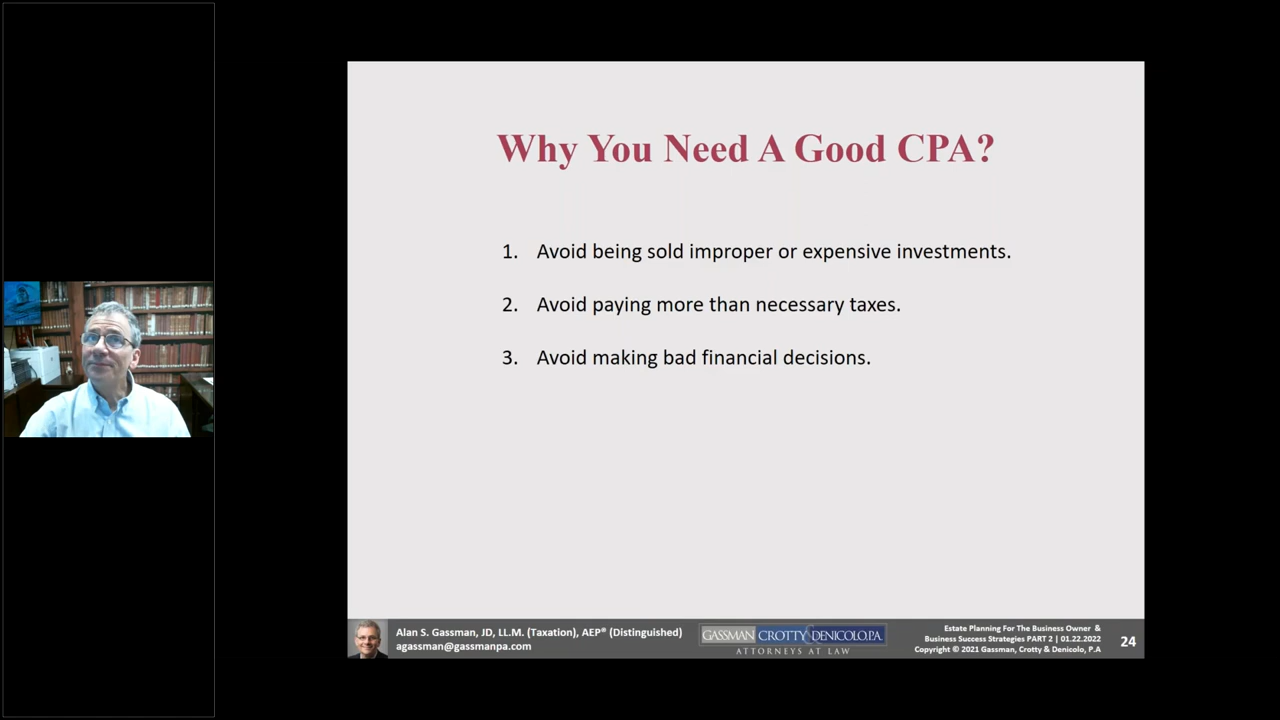 Why You Need A Good CPA?
1. Avoid being sold improper or expensive investments.
2. Avoid paying more than necessary taxes.
3. Avoid making bad financial decisions.
Alan S. Gassman, JD, LL.M. (Taxation), AEP® (Distinguished)
agassman@gassmanpa.com
GASSMAN CROTTY & DENICOLO, P.A.
ATTORNEYS AT LAW
Estate Planning For The Business Owner &
Business Success Strategies PART 2 | 01.22.2022
Copyright © 2021 Gassman, Crotty & Denicolo, P.A
24